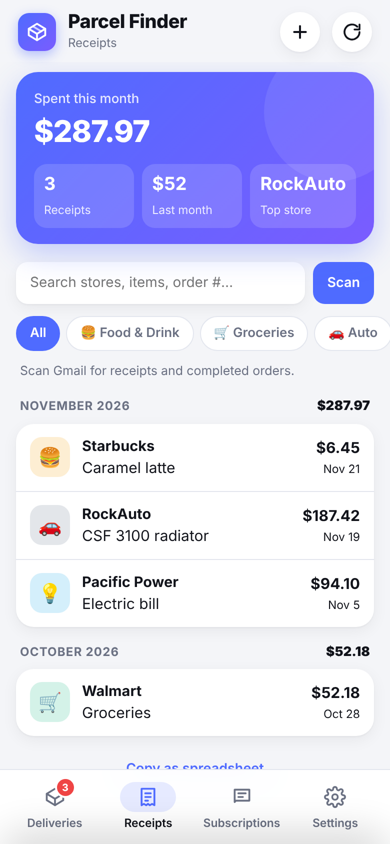 Parcel Finder
Receipts
Spent this month
$287.97
3
Receipts
$52
Last month
RockAuto
Top store
Search stores, items, order #...
Scan
All
Food & Drink
Groceries
Auto
Scan Gmail for receipts and completed orders.
NOVEMBER 2026 $287.97
Starbucks $6.45
Caramel latte Nov 21
RockAuto $187.42
CSF 3100 radiator Nov 19
Pacific Power $94.10
Electric bill Nov 5
OCTOBER 2026 $52.18
Walmart $52.18
Groceries Oct 28
Copy as spreadsheet
3
Deliveries
Receipts
Subscriptions
Settings